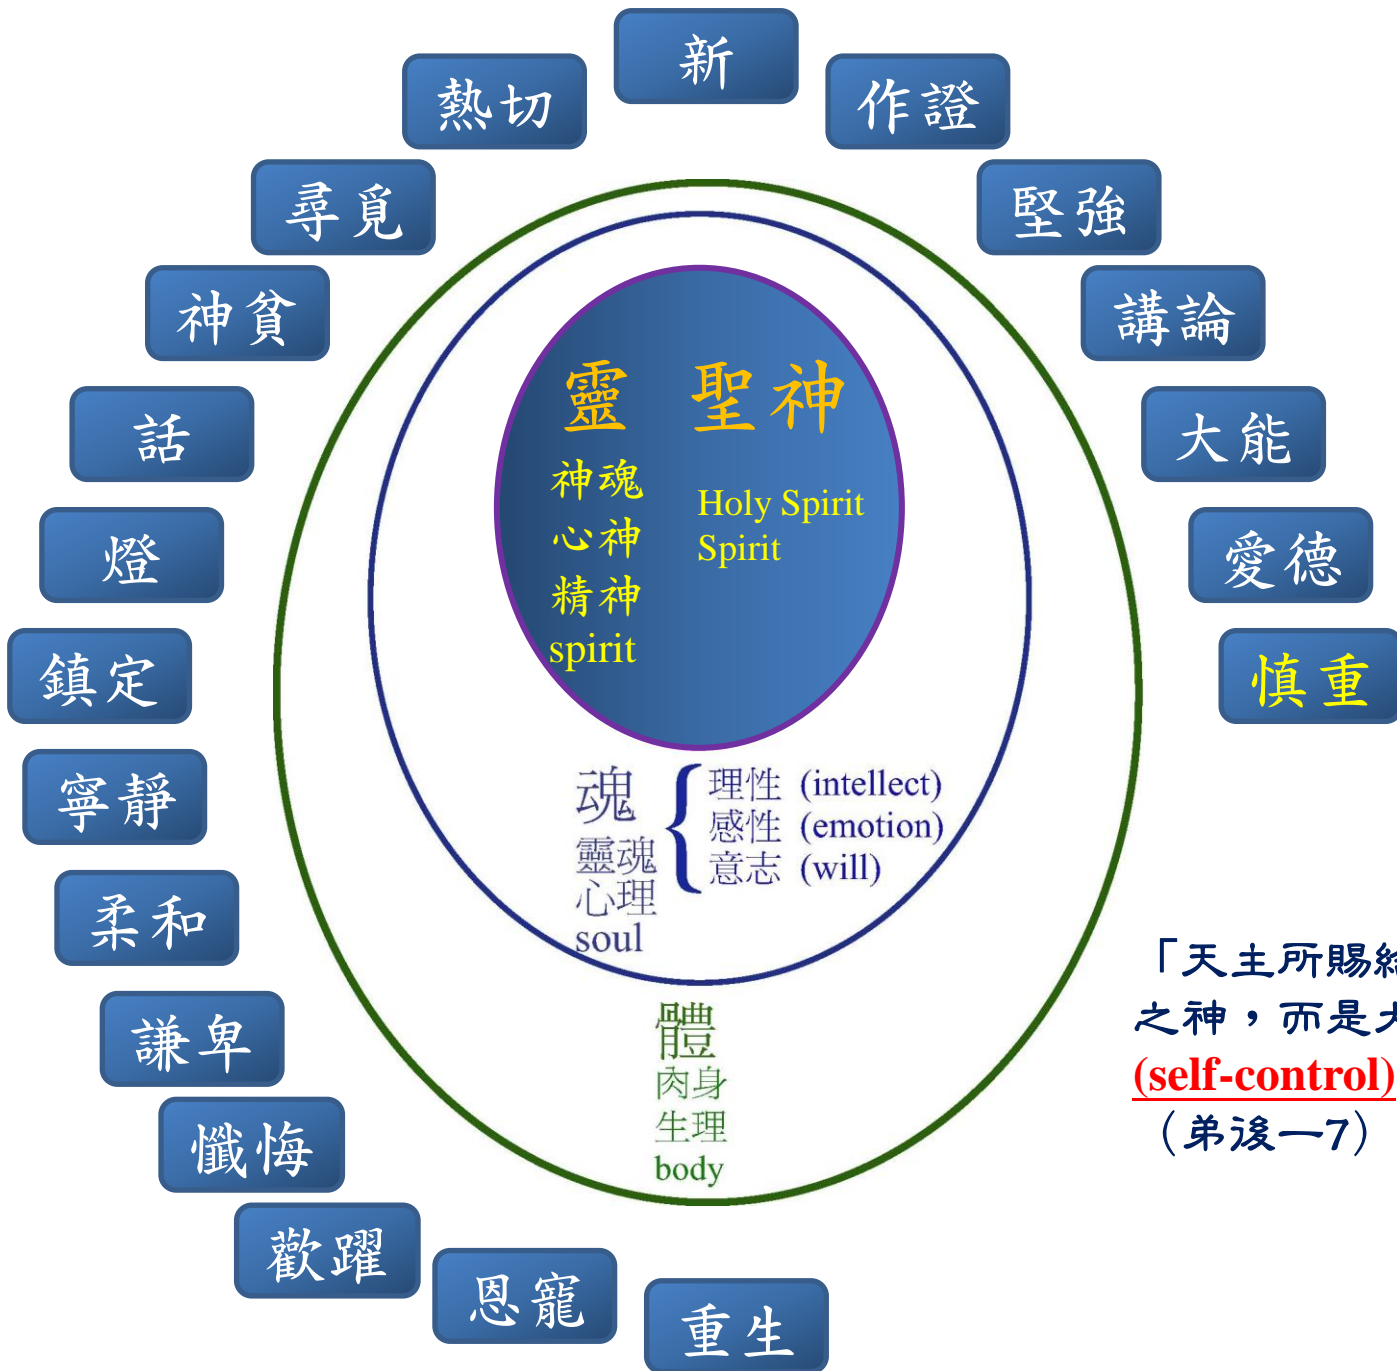 新
熱切
作證
尋覓
堅強
神貧
講論
話
大能
燈
愛德
鎮定
慎重
寧靜
柔和
謙卑
懺悔
歡躍
恩寵
重生
靈 聖神
神魂
心神
精神
spirit
Holy Spirit
Spirit
魂
靈魂
心理
soul
理性 (intellect)
感性 (emotion)
意志 (will)
體
肉身
生理
body
「天主所賜給
之神，而是大
(self-control)
（弟後一7）